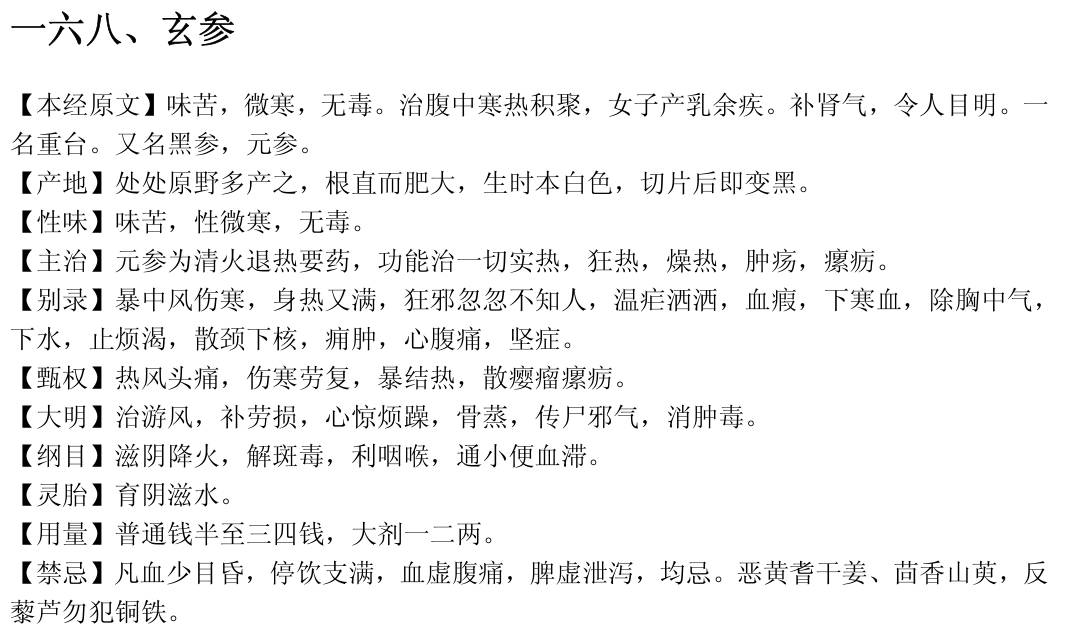 一六八、玄参
【本经原文】味苦，微寒，无毒。治腹中寒热积聚，女子产乳余疾。补肾气，令人目明。一
名重台。又名黑参，元参。
【产地】处处原野多产之，根直而肥大，生时本白色，切片后即变黑。
【性味】味苦，性微寒，无毒。
【主治】元参为清火退热要药，功能治一切实热，狂热，燥热，肿疡，瘰疬。
【别录】暴中风伤寒，身热又满，狂邪忽忽不知人，温疟洒洒，血瘕，下寒血，除胸中气，
下水，止烦渴，散颈下核，痈肿，心腹痛，坚症。
【甄权】热风头痛，伤寒劳复，暴结热，散瘿瘤瘰疬。
【大明】治游风，补劳损，心惊烦躁，骨蒸，传尸邪气，消肿毒。
【纲目】滋阴降火，解斑毒，利咽喉，通小便血滞。
【灵胎】育阴滋水。
【用量】普通钱半至三四钱，大剂一二两。
【禁忌】凡血少目昏，停饮支满，血虚腹痛，脾虚泄泻，均忌。恶黄耆干姜、茴香山萸，反
藜芦勿犯铜铁。